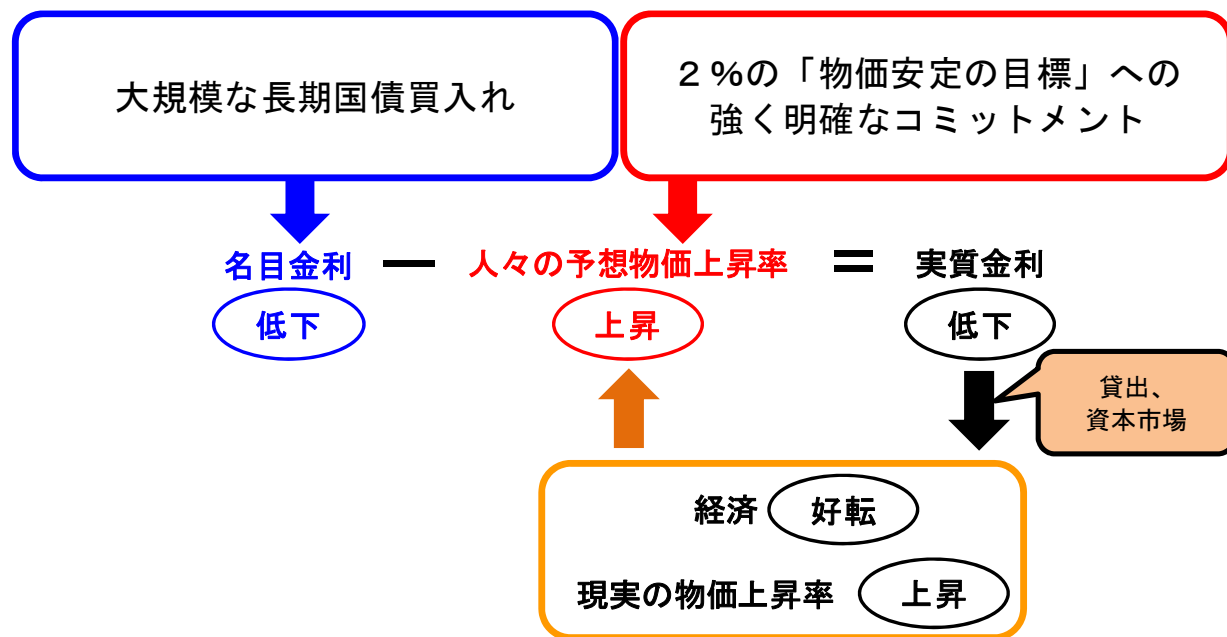 大規模な長期国債買入れ
２％の「物価安定の目標」への
強く明確なコミットメント
名目金利 － 人々の予想物価上昇率 ＝ 実質金利
低下 上昇 低下
貸出、
資本市場
経済 好転
現実の物価上昇率 上昇